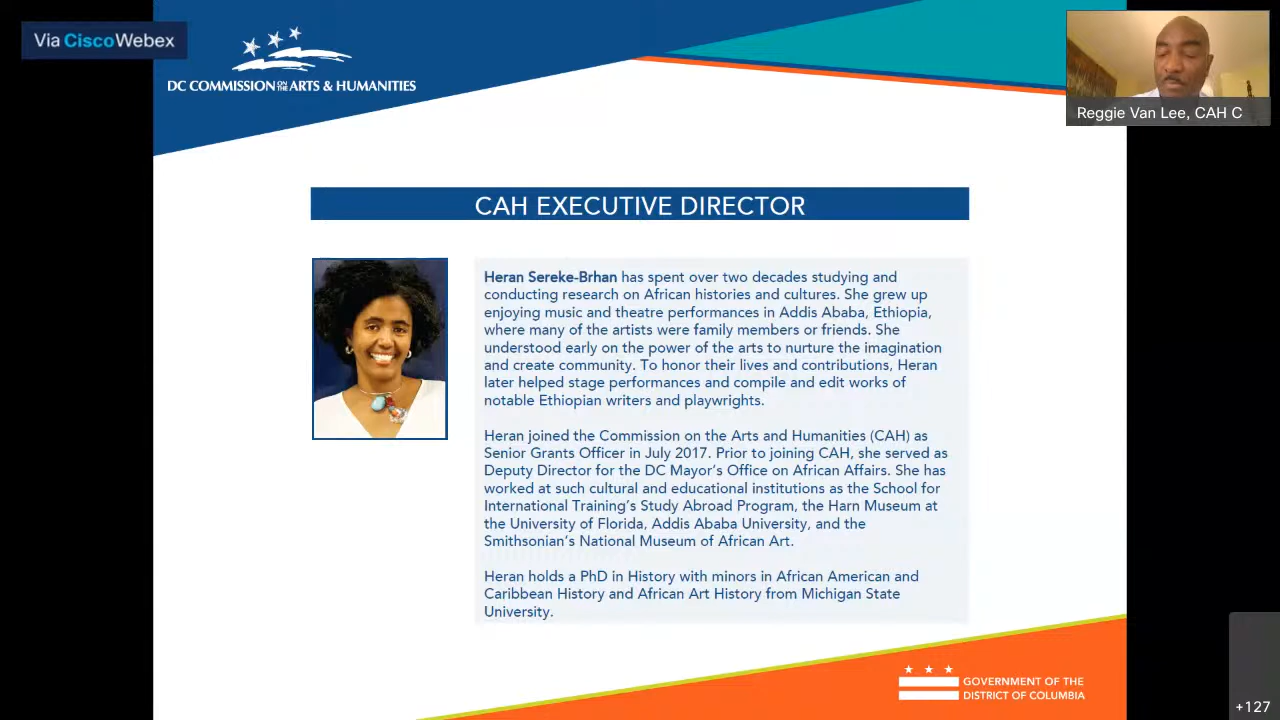 Via Cisco Webex
DC COMMISSION ON THE ARTS & HUMANITIES
Reggie Van Lee, CAH C
CAH EXECUTIVE DIRECTOR
Heran Sereke-Brhan has spent over two decades studying and
conducting research on African histories and cultures. She grew up
enjoying music and theatre performances in Addis Ababa, Ethiopia,
where many of the artists were family members or friends. She
understood early on the power of the arts to nurture the imagination
and create community. To honor their lives and contributions, Heran
later helped stage performances and compile and edit works of
notable Ethiopian writers and playwrights.
Heran joined the Commission on the Arts and Humanities (CAH) as
Senior Grants Officer in July 2017. Prior to joining CAH, she served as
Deputy Director for the DC Mayor's Office on African Affairs. She has
worked at such cultural and educational institutions as the School for
International Training's Study Abroad Program, the Harn Museum at
the University of Florida, Addis Ababa University, and the
Smithsonian's National Museum of African Art.
Heran holds a PhD in History with minors in African American and
Caribbean History and African Art History from Michigan State
University.
GOVERNMENT OF THE
DISTRICT OF COLUMBIA
+127